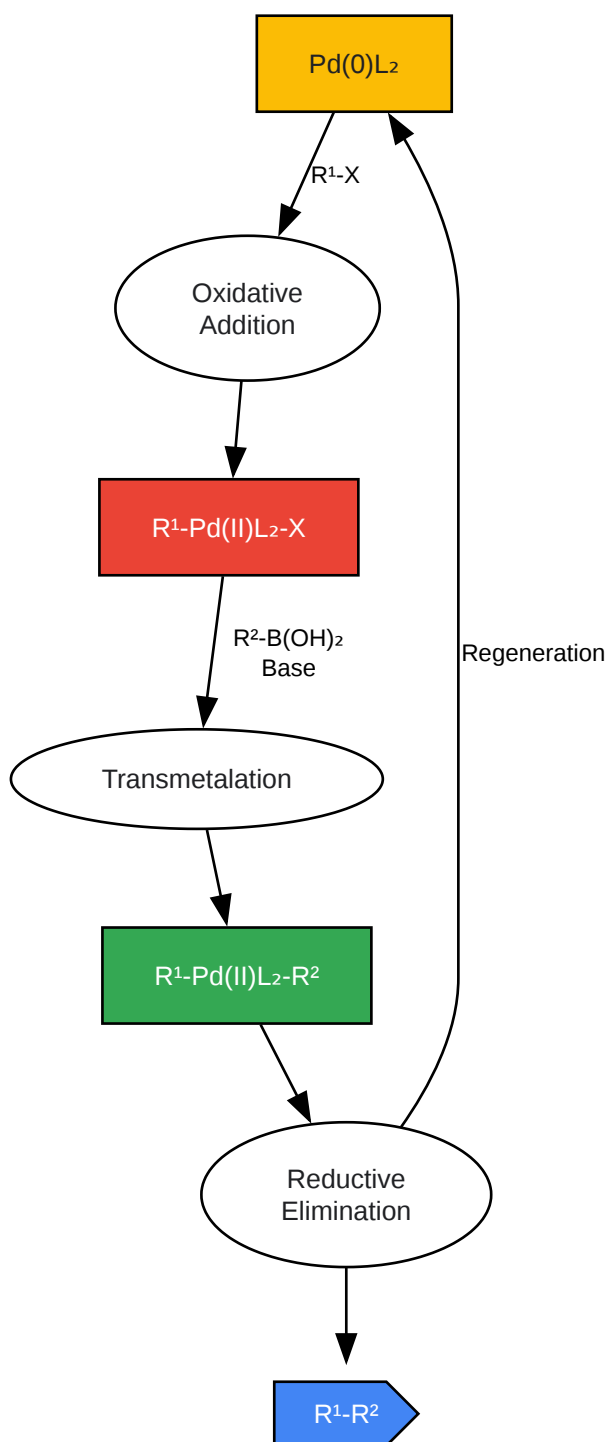 Pd(0)L₂
R¹-X
Oxidative
Addition
R¹-Pd(II)L₂-X
R²-B(OH)₂
Base
Regeneration
Transmetalation
R¹-Pd(II)L₂-R²
Reductive
Elimination
R¹-R²